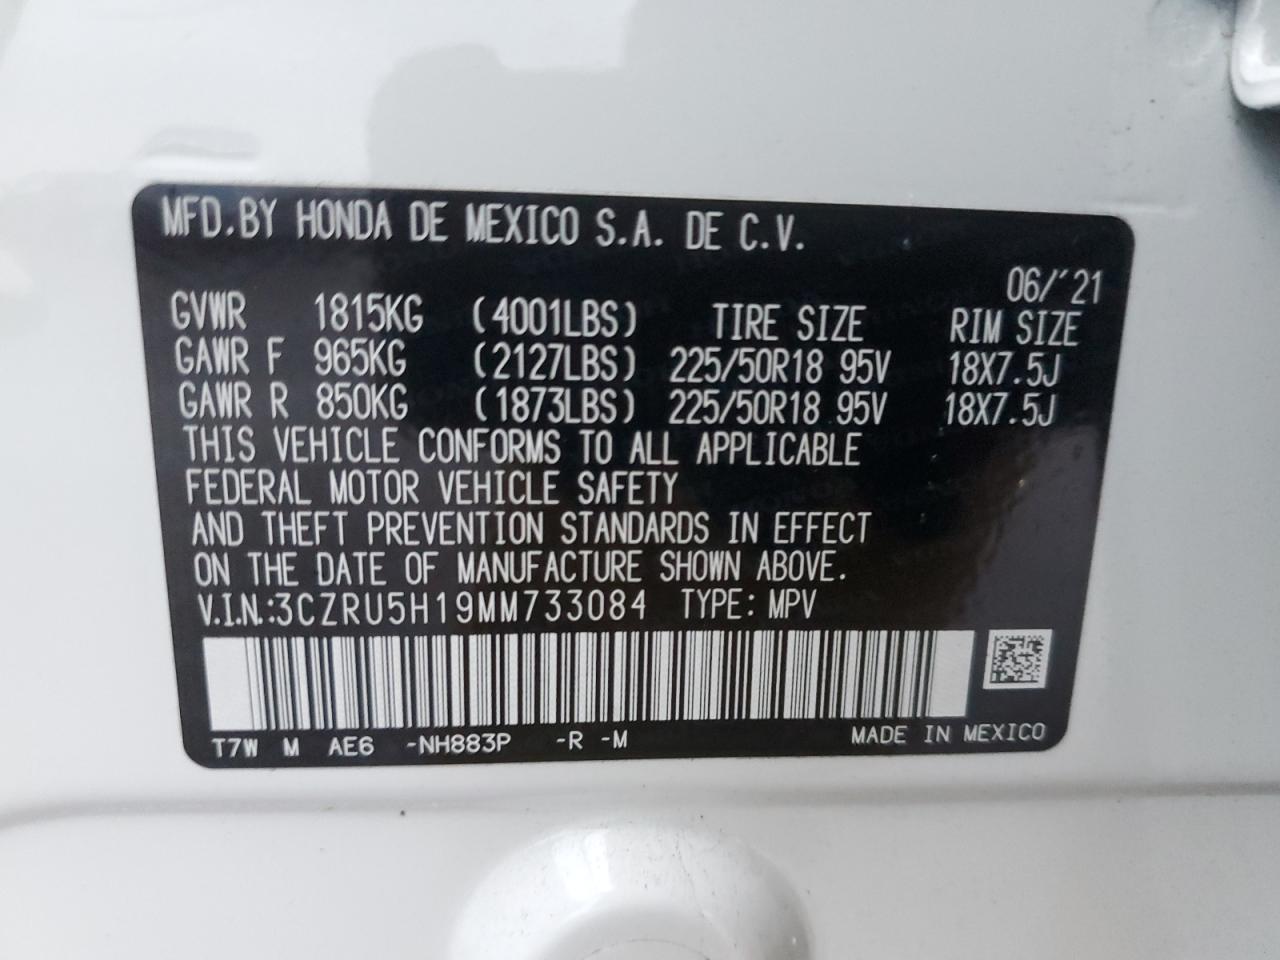 MFD.BY HONDA DE MEXICO S.A. DE C.V.
06/'21
GVWR 1815KG (4001LBS) TIRE SIZE RIM SIZE
GAWR F 965KG (2127LBS) 225/50R18 95V 18X7.5J
GAWR R 850KG (1873LBS) 225/50R18 95V 18X7.5J
THIS VEHICLE CONFORMS TO ALL APPLICABLE
FEDERAL MOTOR VEHICLE SAFETY
AND THEFT PREVENTION STANDARDS IN EFFECT
ON THE DATE OF MANUFACTURE SHOWN ABOVE.
V.I.N.:3CZRU5H19MM733084 TYPE: MPV
T7W M AE6 -NH883P -R -M MADE IN MEXICO